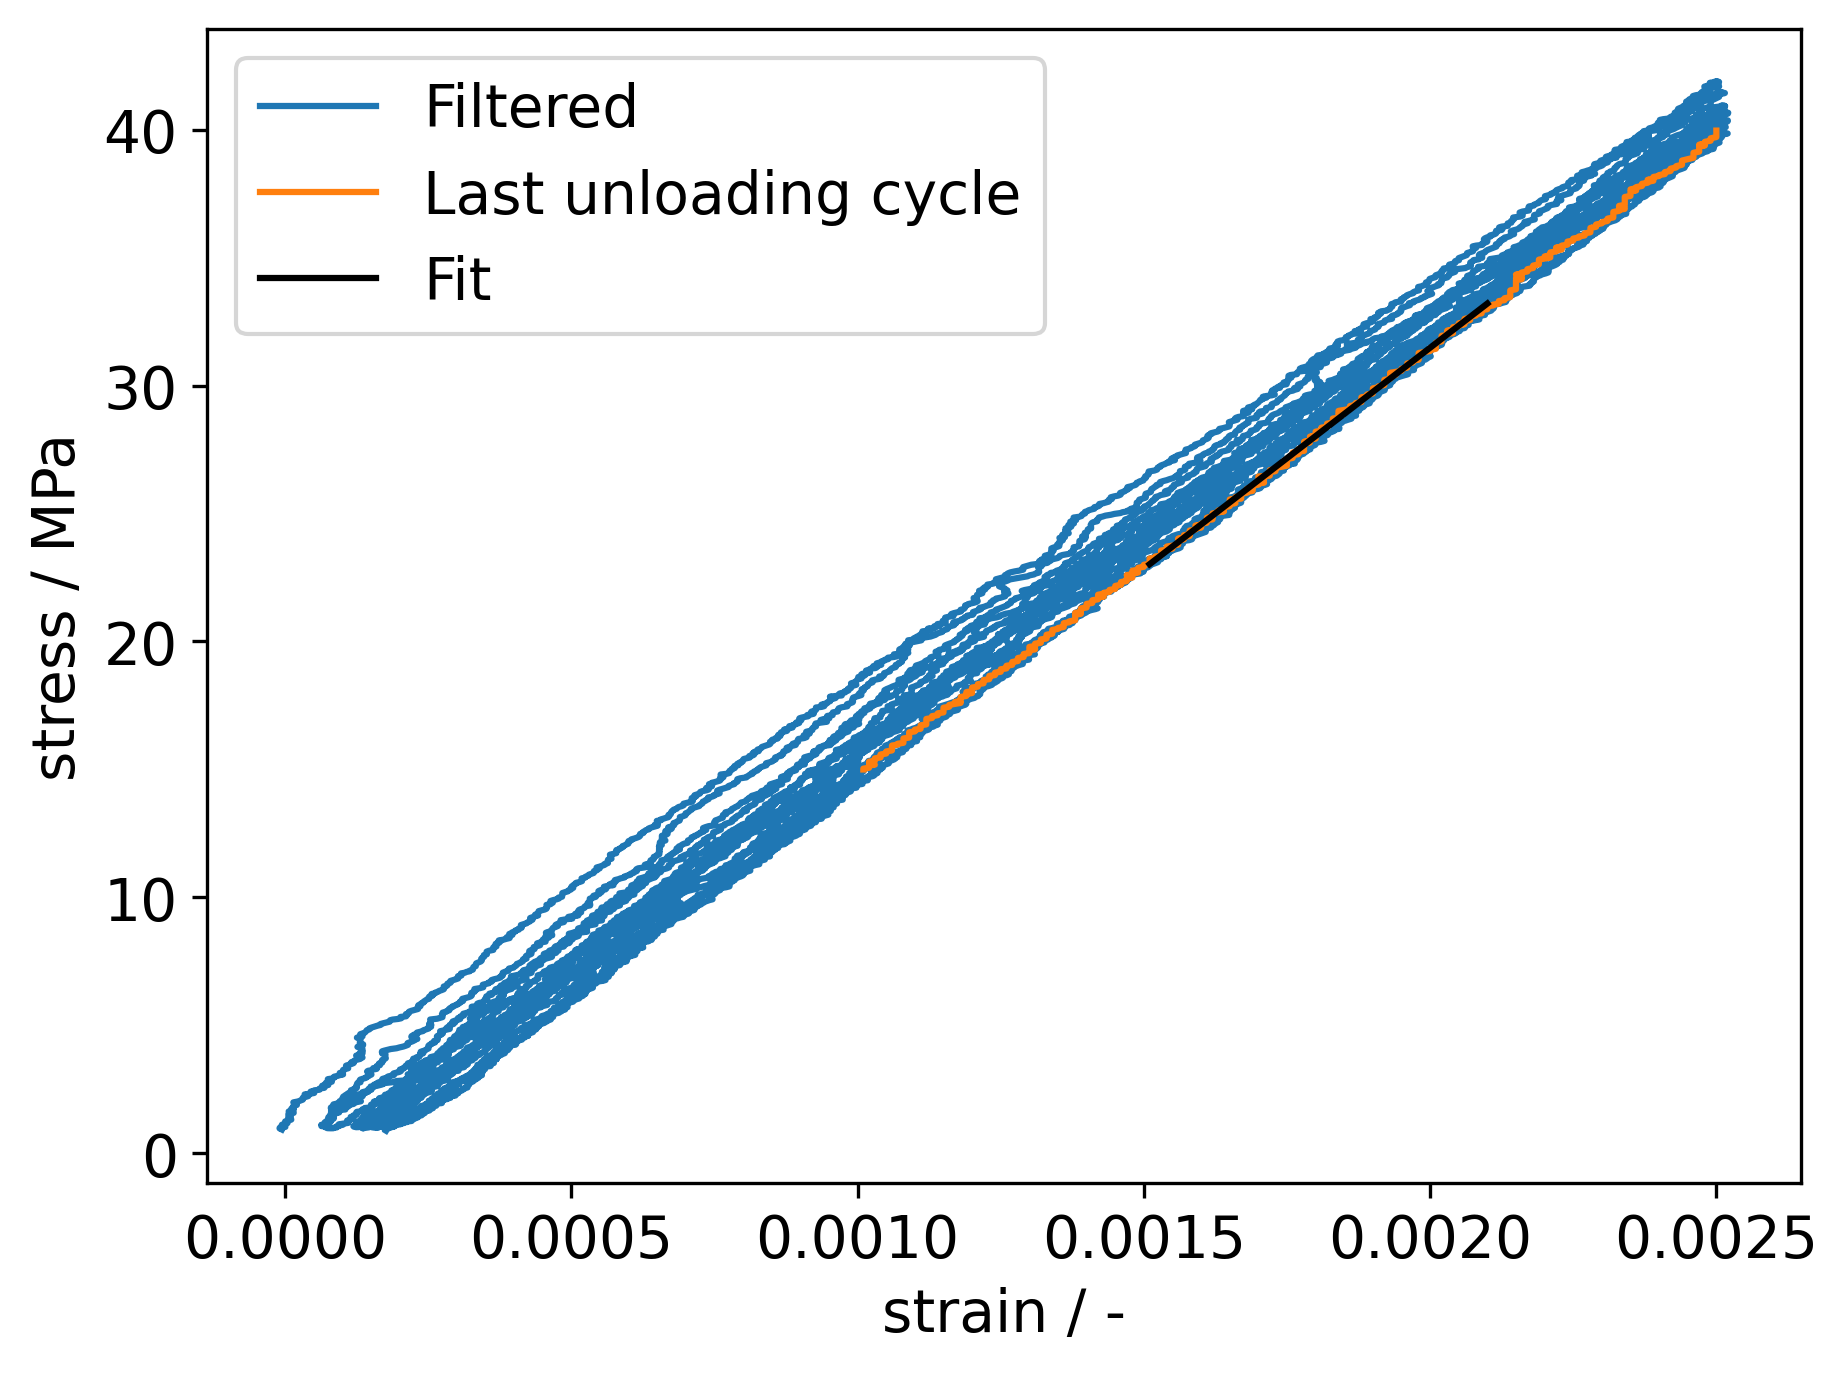 Filtered
Last unloading cycle
Fit
stress / MPa
40
30
20
10
0
0.0000 0.0005 0.0010 0.0015 0.0020 0.0025
strain / -